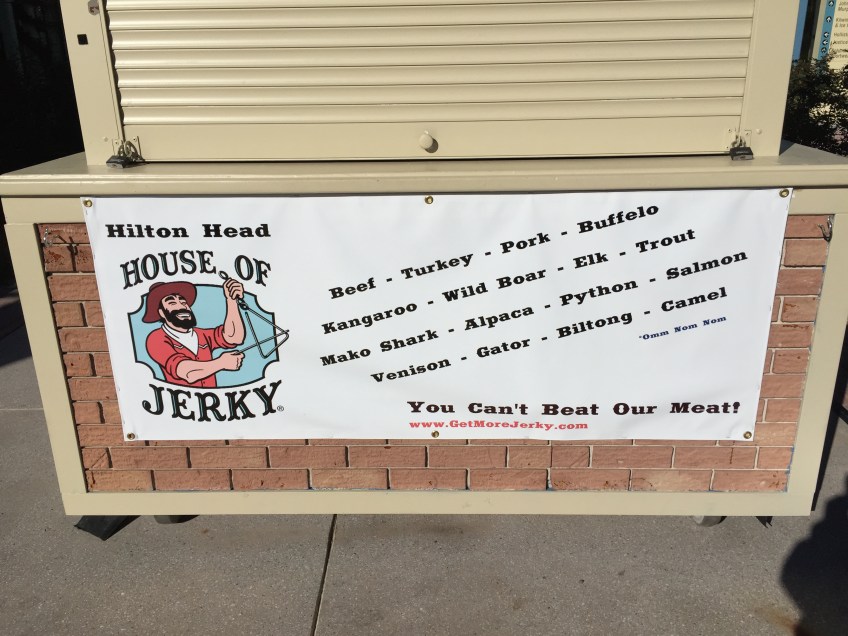 Hilton Head
HOUSE OF
JERKY®
Beef - Turkey - Pork - Buffelo
Kangaroo - Wild Boar - Elk - Trout
Mako Shark - Alpaca - Python - Salmon
Venison - Gator - Biltong - Camel
*Omm Nom Nom
You Can't Beat Our Meat!
www.GetMoreJerky.com